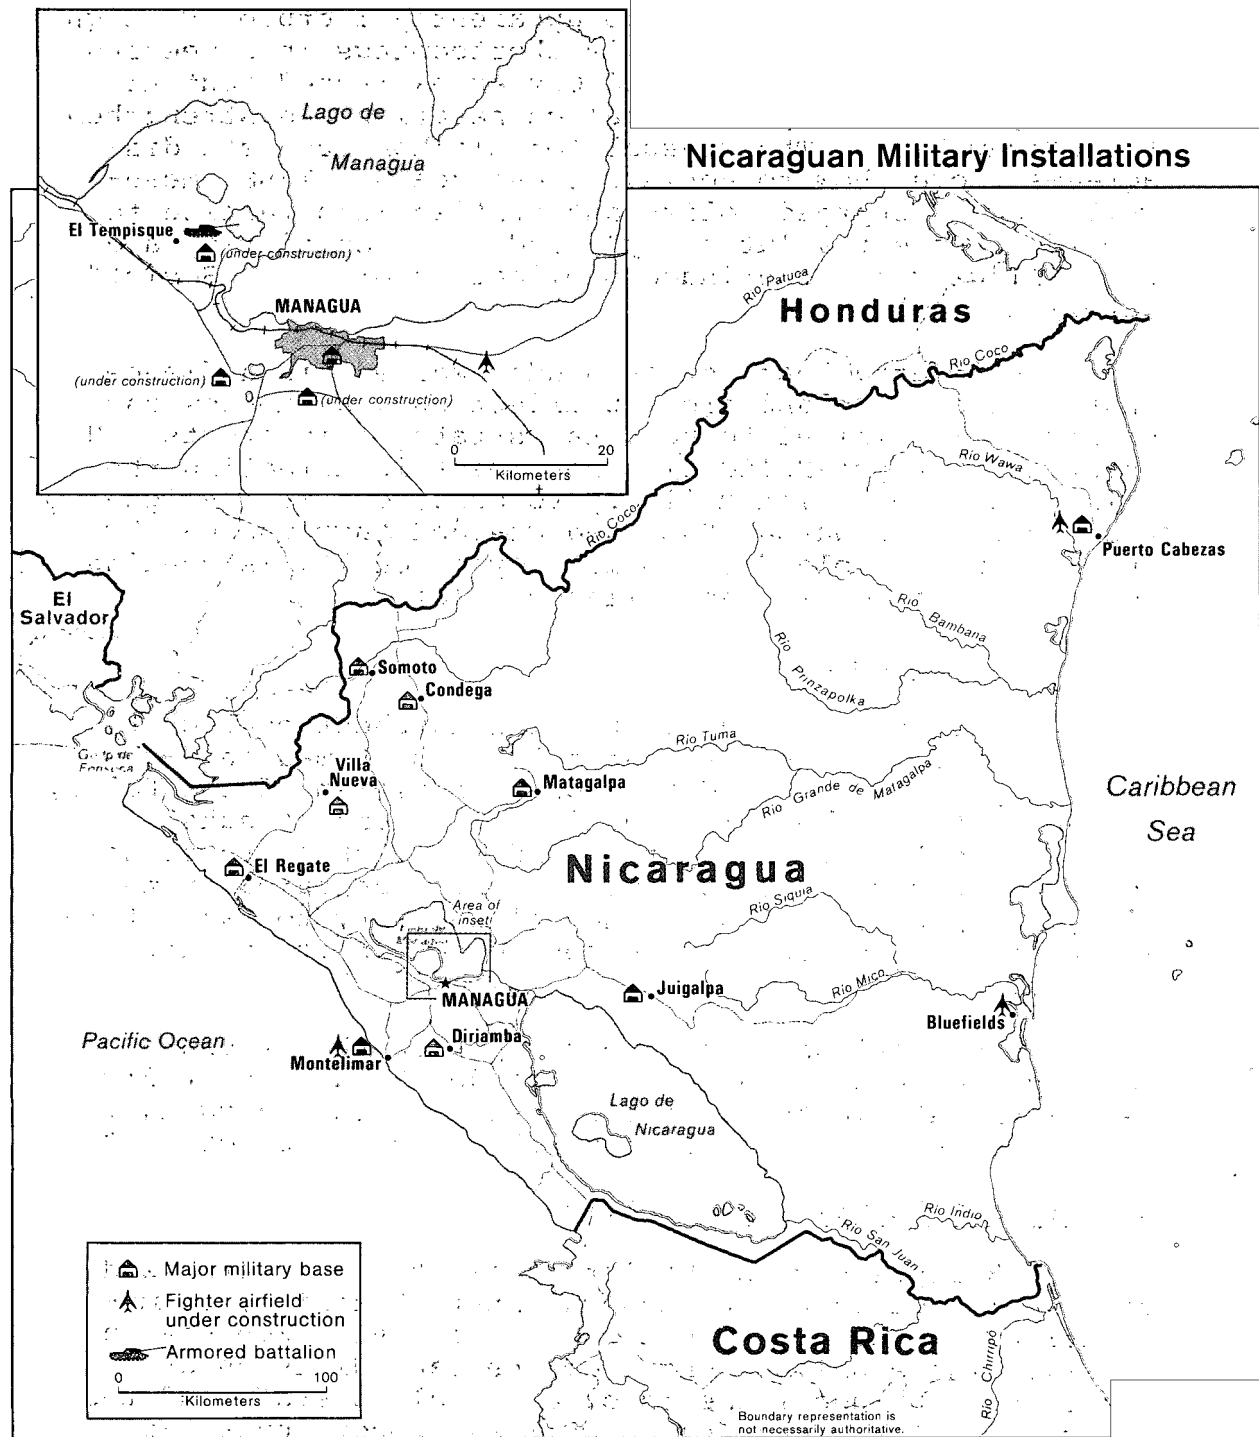 Nicaraguan Military Installations
Lago de
Managua
El Tempisque
(under construction)
MANAGUA
(under construction)
(under construction)
0 20
Kilometers
Honduras
Rio Patuca
Rio Coco
Rio Wawa
Rio Coco
Puerto Cabezas
El
Salvador
Rio Bambana
Rio Prinzapolka
Somoto
Condega
Rio Tuma
Villa
Nueva
Matagalpa
Rio Grande de Matagalpa
Caribbean
Sea
El Regate
Nicaragua
Area of
inset
Rio Siquia
Juigalpa
Rio Mico
MANAGUA
Bluefields
Pacific Ocean
Diriamba
Montelimar
Lago de
Nicaragua
Rio Indio
Rio San Juan
Costa Rica
Rio Chirripó
Major military base
Fighter airfield
under construction
Armored battalion
0 100
Kilometers
Boundary representation is
not necessarily authoritative.